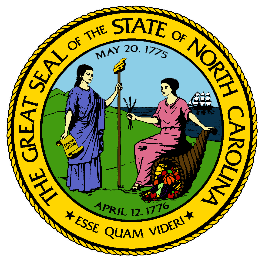 THE GREAT SEAL OF THE STATE OF NORTH CAROLINA
MAY 20, 1775
APRIL 12, 1776
★ESSE QUAM VIDERI★